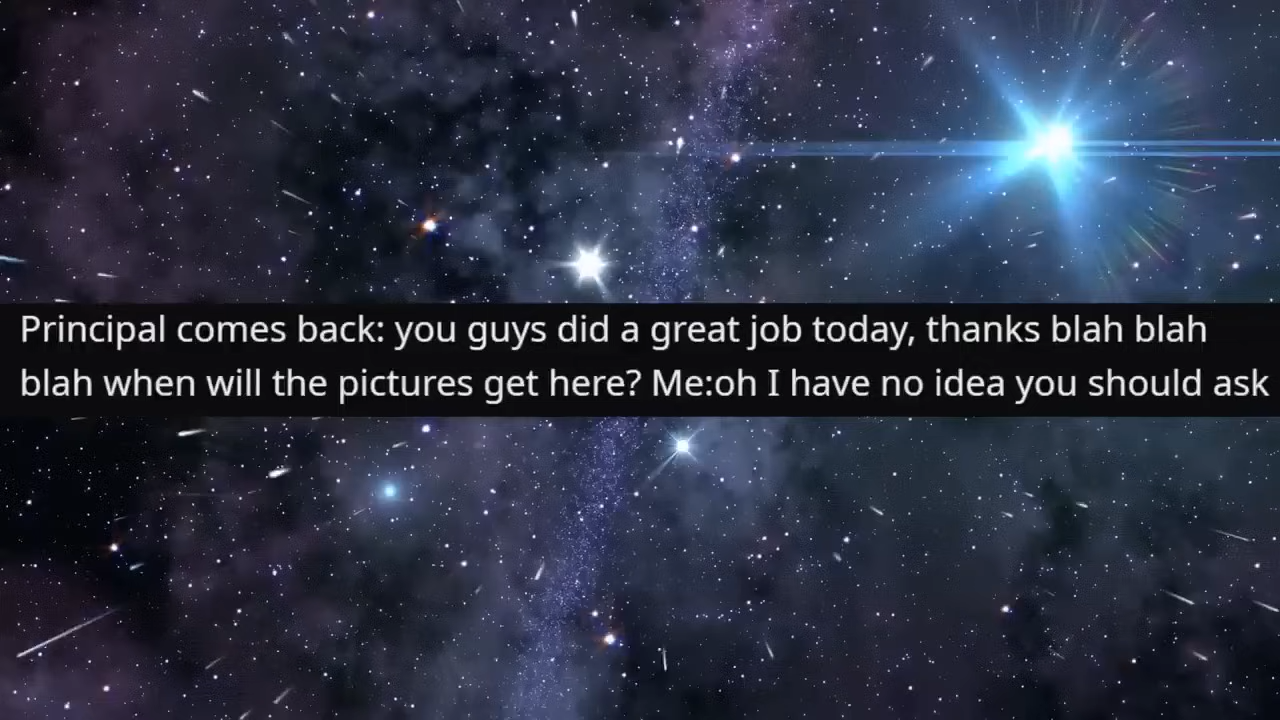 Principal comes back: you guys did a great job today, thanks blah blah
blah when will the pictures get here? Me:oh I have no idea you should ask